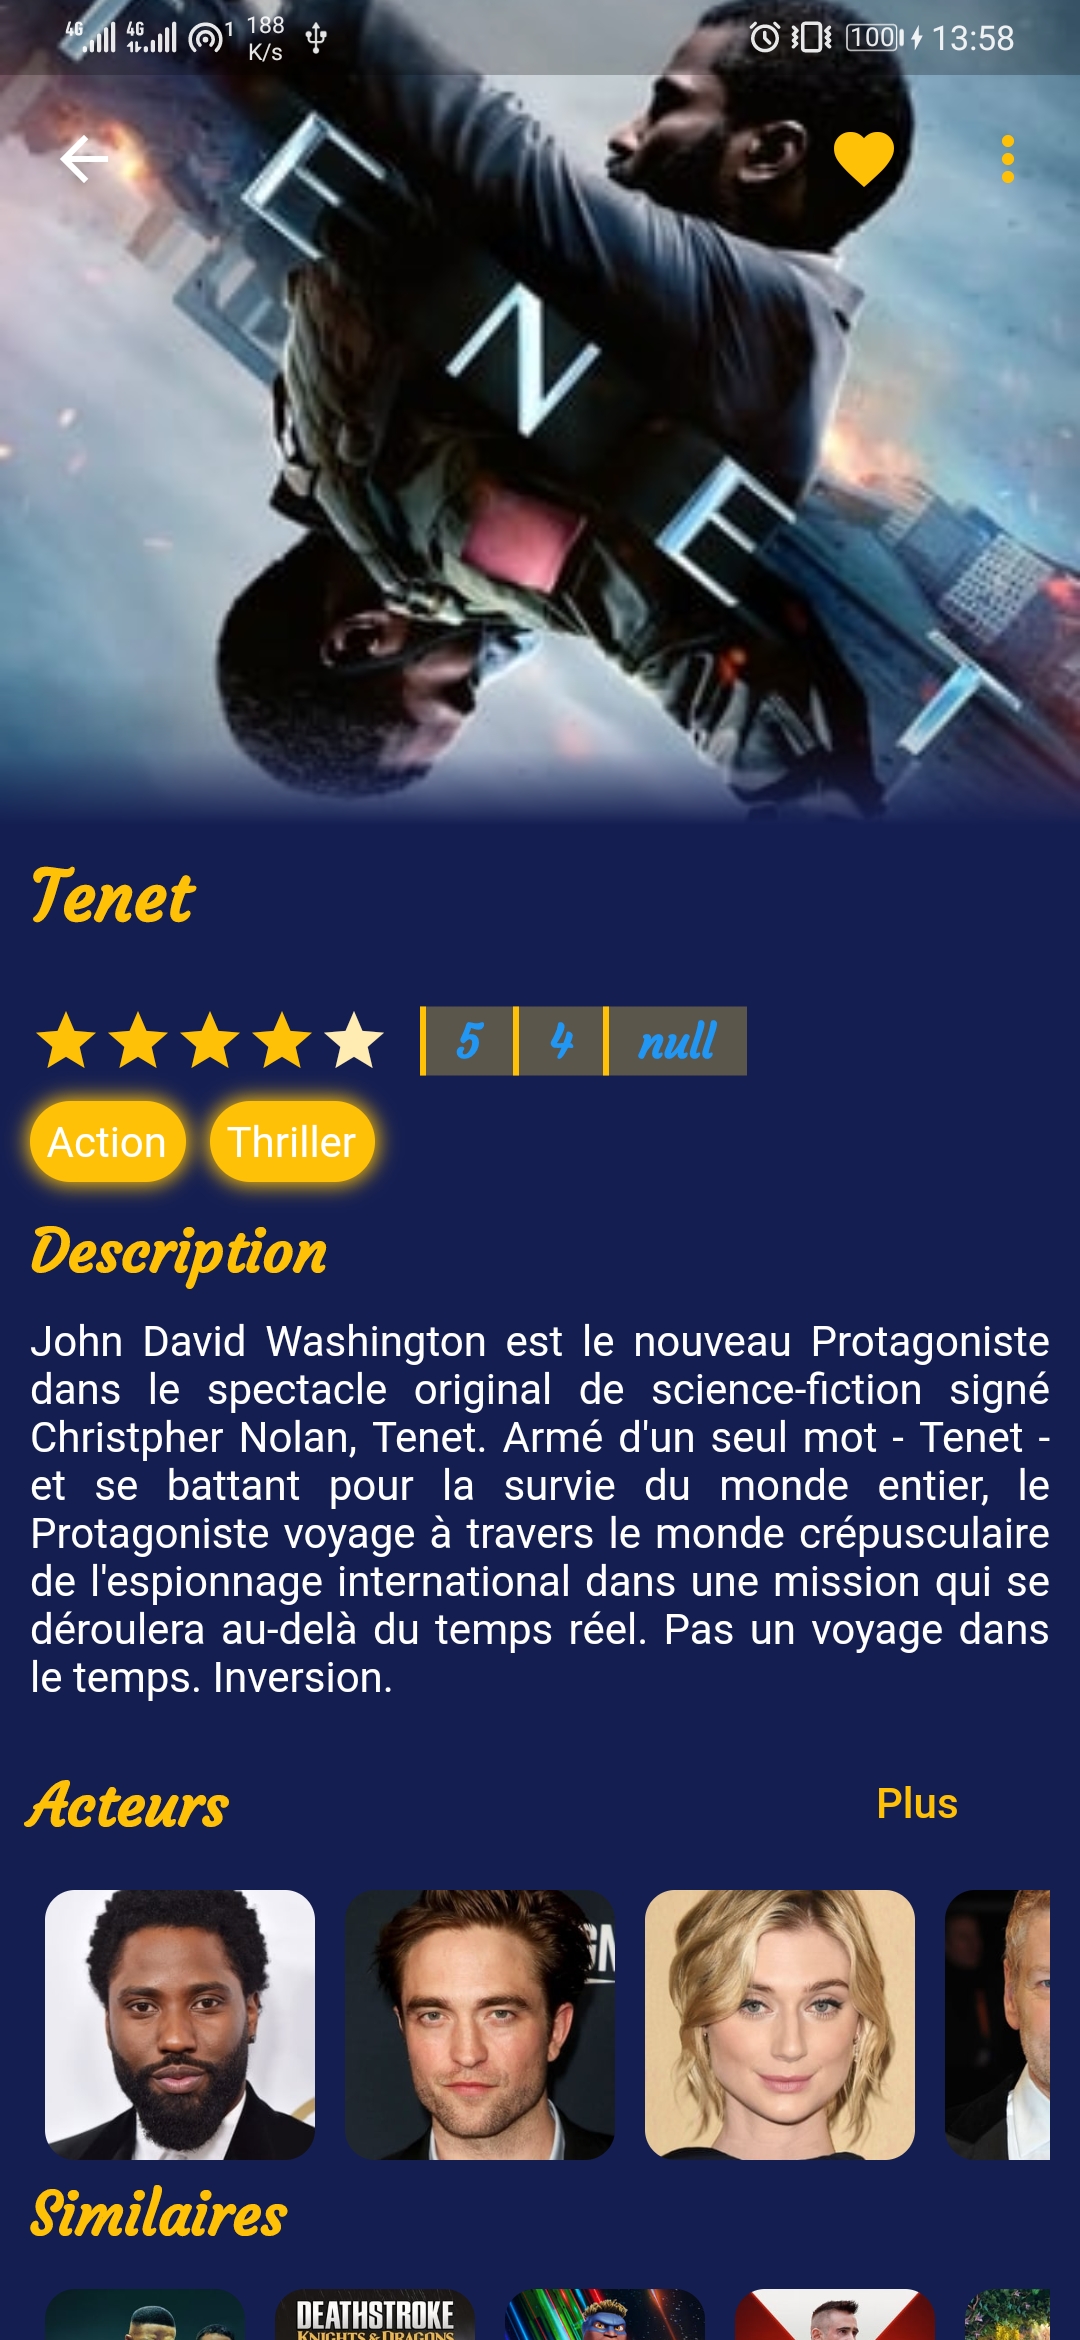 4G 4G 1 188 K/s 100 13:58
E
N
E
T
Tenet
5 4 null
Action Thriller
Description
John David Washington est le nouveau Protagoniste
dans le spectacle original de science-fiction signé
Christpher Nolan, Tenet. Armé d'un seul mot - Tenet -
et se battant pour la survie du monde entier, le
Protagoniste voyage à travers le monde crépusculaire
de l'espionnage international dans une mission qui se
déroulera au-delà du temps réel. Pas un voyage dans
le temps. Inversion.
Acteurs Plus
Similaires
DEATHSTROKE
KNIGHTS & DRAGONS